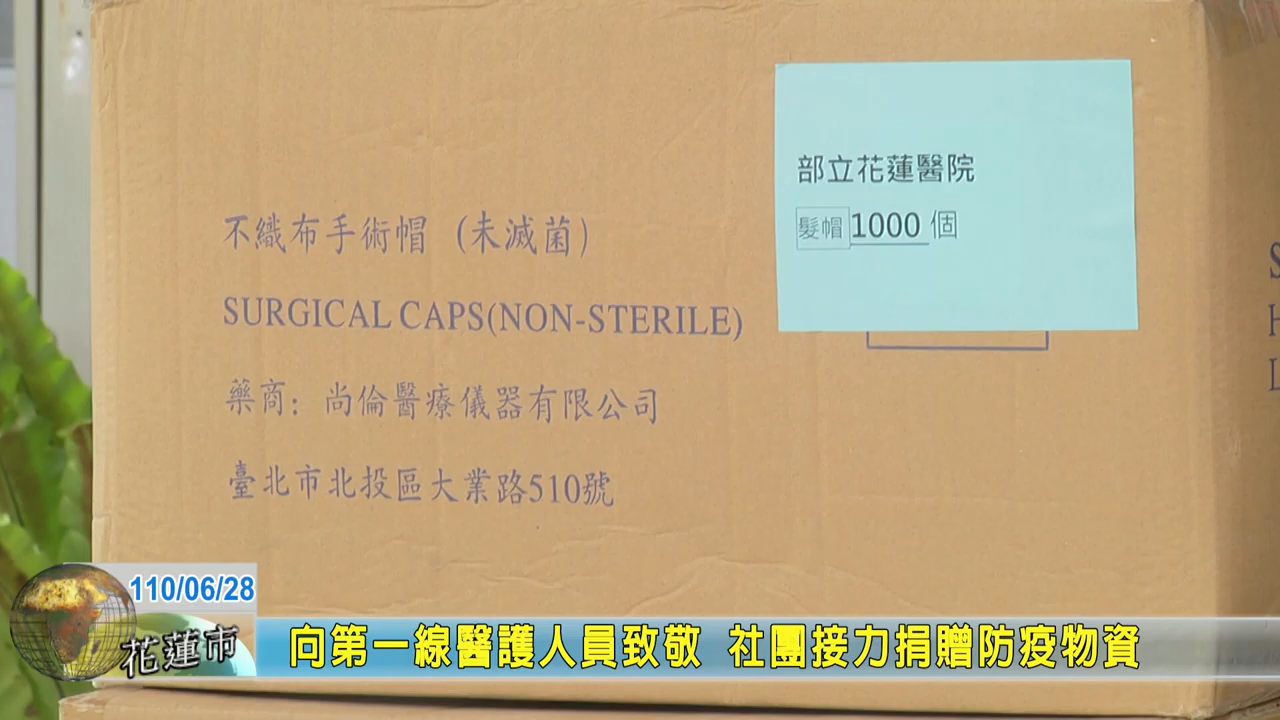 部立花蓮醫院
髮帽 1000 個
不織布手術帽（未滅菌）
SURGICAL CAPS(NON-STERILE)
藥商：尚倫醫療儀器有限公司
臺北市北投區大業路510號
110/06/28
花蓮市
向第一線醫護人員致敬 社團接力捐贈防疫物資